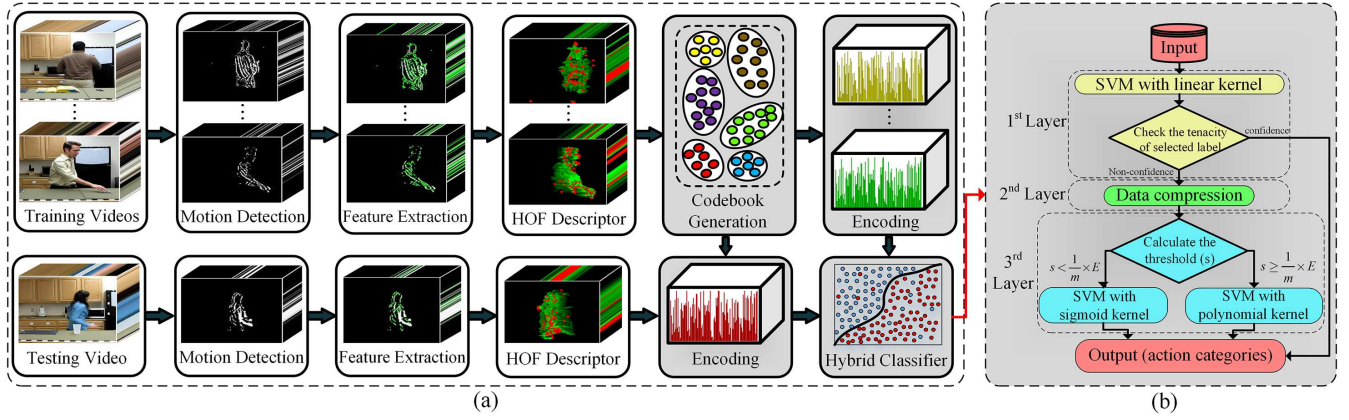 Training Videos
Motion Detection
Feature Extraction
HOF Descriptor
Codebook
Generation
Encoding
Testing Video
Motion Detection
Feature Extraction
HOF Descriptor
Encoding
Hybrid Classifier
(a)
Input
SVM with linear kernel
1st Layer
Check the tenacity
of selected label
confidence
Non-confidence
2nd Layer
Data compression
3rd
Layer
Calculate the
threshold (s)
s < 1/m × E
s ≥ 1/m × E
SVM with
sigmoid kernel
SVM with
polynomial kernel
Output (action categories)
(b)